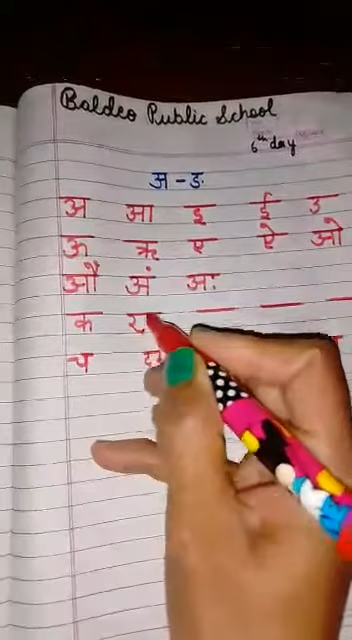 Baldeo Public School
6th day
अ - ङ
अ आ इ ई उ
ऊ ऋ ए ऐ ओ
औ अं अः
क
च